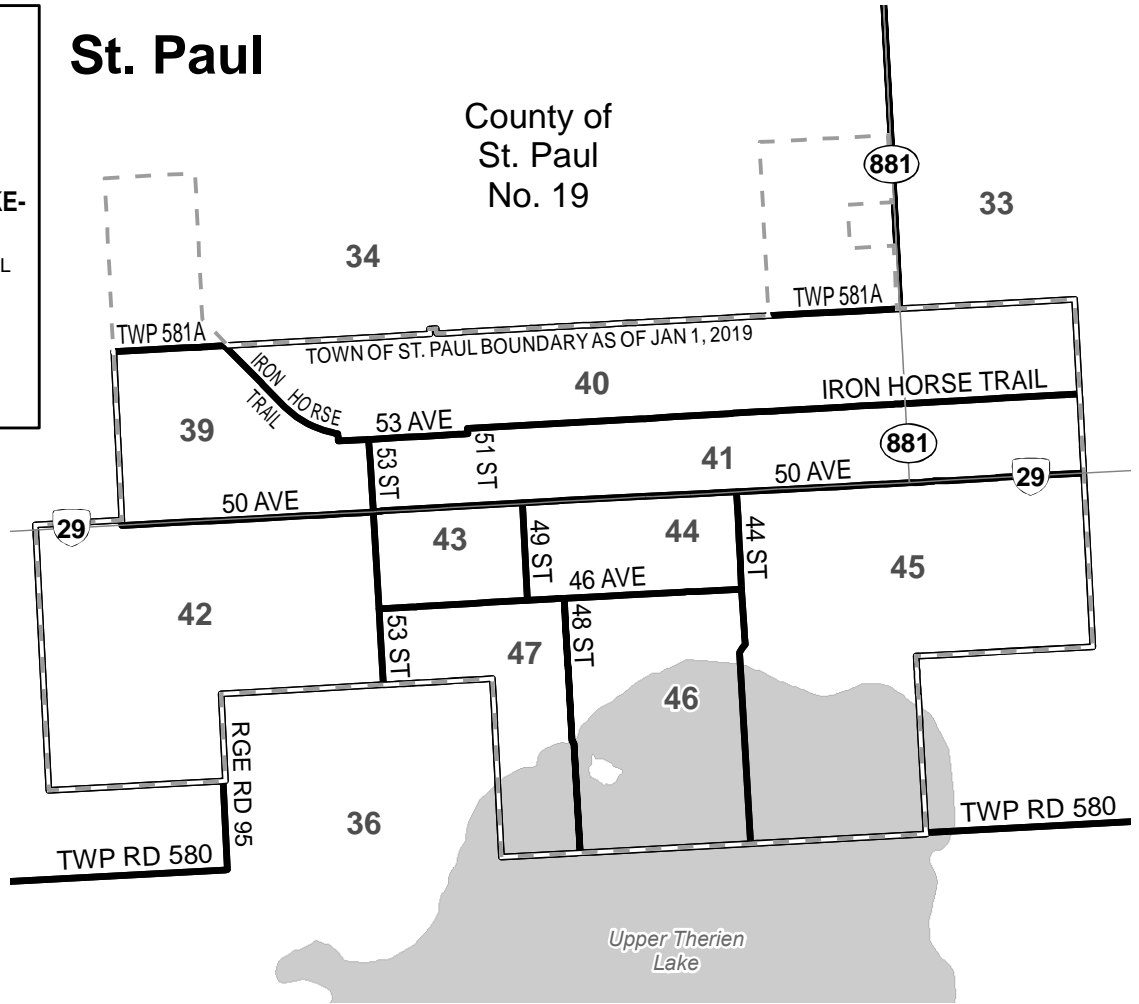 St. Paul
KE-
L
County of
St. Paul
No. 19
881
33
34
TWP 581A
TWP 581A
TOWN OF ST. PAUL BOUNDARY AS OF JAN 1, 2019
IRON HORSE
TRAIL
40
IRON HORSE TRAIL
39
53 AVE
53 ST
51 ST
41
881
50 AVE
29
50 AVE
29
43
49 ST
44
44 ST
45
46 AVE
42
53 ST
47
48 ST
46
RGE RD 95
36
TWP RD 580
TWP RD 580
Upper Therien
Lake